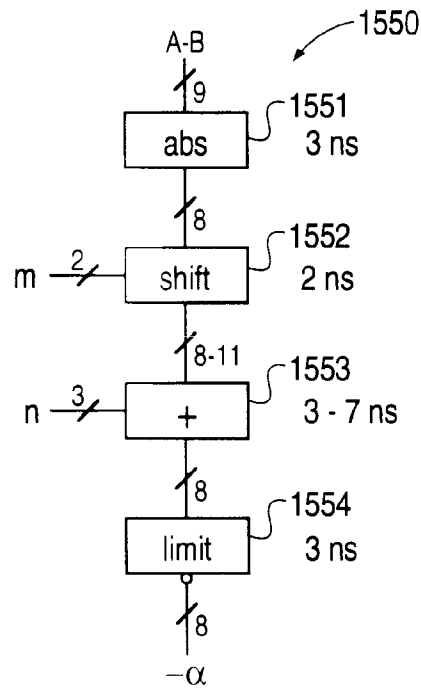 1550
A-B
9
1551
abs
3 ns
8
1552
m
2
shift
2 ns
8-11
1553
n
3
+
3 - 7 ns
8
1554
limit
3 ns
8
-α